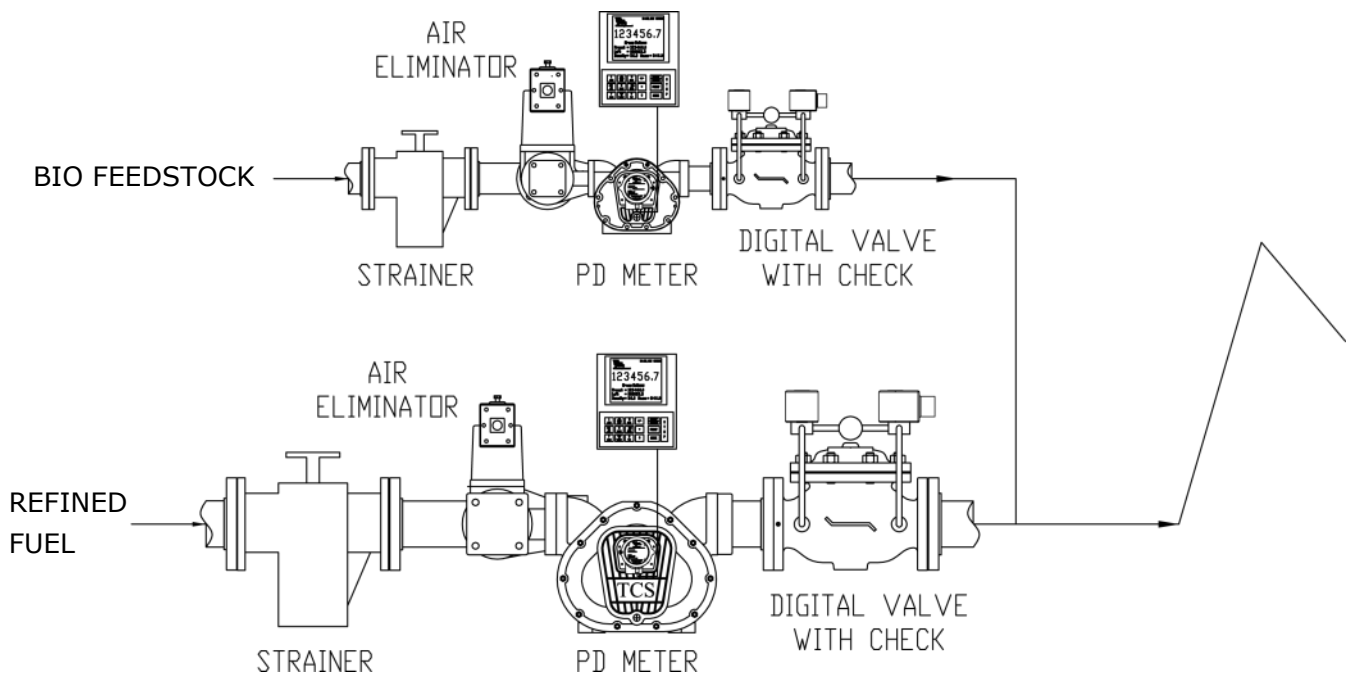 AIR
ELIMINATOR
123456.7
BIO FEEDSTOCK
STRAINER
PD METER
DIGITAL VALVE
WITH CHECK
AIR
ELIMINATOR
123456.7
REFINED
FUEL
TCS
STRAINER
PD METER
DIGITAL VALVE
WITH CHECK